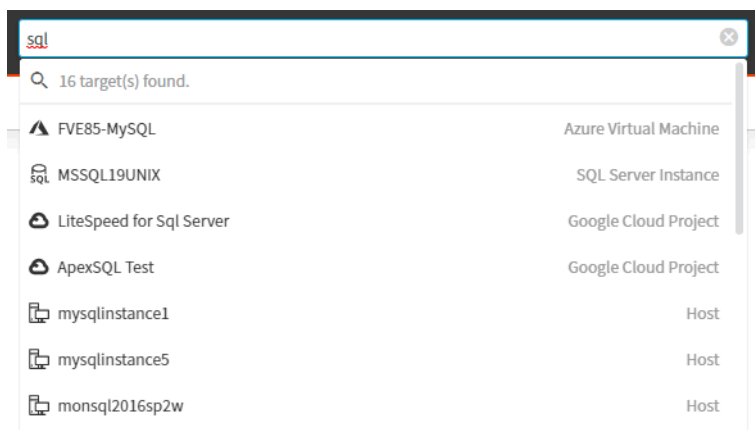 sql
16 target(s) found.
FVE85-MySQL Azure Virtual Machine
SQL MSSQL19UNIX SQL Server Instance
LiteSpeed for Sql Server Google Cloud Project
ApexSQL Test Google Cloud Project
mysqlinstance1 Host
mysqlinstance5 Host
monsql2016sp2w Host